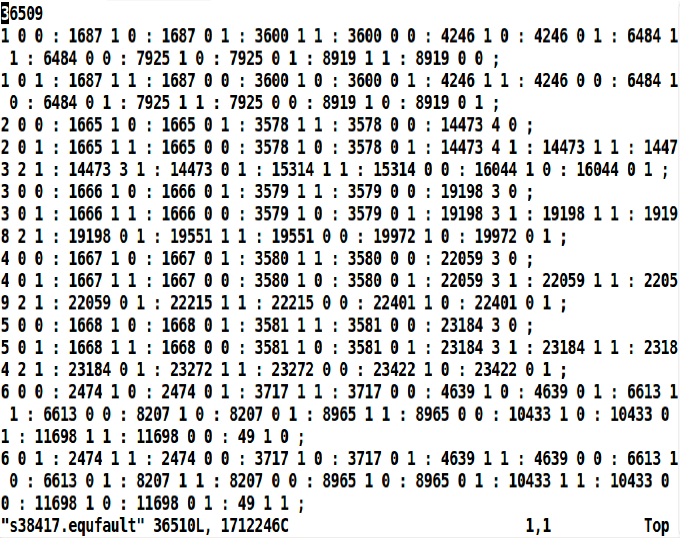 36509
1 0 0 : 1687 1 0 : 1687 0 1 : 3600 1 1 : 3600 0 0 : 4246 1 0 : 4246 0 1 : 6484 1
 1 : 6484 0 0 : 7925 1 0 : 7925 0 1 : 8919 1 1 : 8919 0 0 ;
1 0 1 : 1687 1 1 : 1687 0 0 : 3600 1 0 : 3600 0 1 : 4246 1 1 : 4246 0 0 : 6484 1
 0 : 6484 0 1 : 7925 1 1 : 7925 0 0 : 8919 1 0 : 8919 0 1 ;
2 0 0 : 1665 1 0 : 1665 0 1 : 3578 1 1 : 3578 0 0 : 14473 4 0 ;
2 0 1 : 1665 1 1 : 1665 0 0 : 3578 1 0 : 3578 0 1 : 14473 4 1 : 14473 1 1 : 1447
3 2 1 : 14473 3 1 : 14473 0 1 : 15314 1 1 : 15314 0 0 : 16044 1 0 : 16044 0 1 ;
3 0 0 : 1666 1 0 : 1666 0 1 : 3579 1 1 : 3579 0 0 : 19198 3 0 ;
3 0 1 : 1666 1 1 : 1666 0 0 : 3579 1 0 : 3579 0 1 : 19198 3 1 : 19198 1 1 : 1919
8 2 1 : 19198 0 1 : 19551 1 1 : 19551 0 0 : 19972 1 0 : 19972 0 1 ;
4 0 0 : 1667 1 0 : 1667 0 1 : 3580 1 1 : 3580 0 0 : 22059 3 0 ;
4 0 1 : 1667 1 1 : 1667 0 0 : 3580 1 0 : 3580 0 1 : 22059 3 1 : 22059 1 1 : 2205
9 2 1 : 22059 0 1 : 22215 1 1 : 22215 0 0 : 22401 1 0 : 22401 0 1 ;
5 0 0 : 1668 1 0 : 1668 0 1 : 3581 1 1 : 3581 0 0 : 23184 3 0 ;
5 0 1 : 1668 1 1 : 1668 0 0 : 3581 1 0 : 3581 0 1 : 23184 3 1 : 23184 1 1 : 2318
4 2 1 : 23184 0 1 : 23272 1 1 : 23272 0 0 : 23422 1 0 : 23422 0 1 ;
6 0 0 : 2474 1 0 : 2474 0 1 : 3717 1 1 : 3717 0 0 : 4639 1 0 : 4639 0 1 : 6613 1
 1 : 6613 0 0 : 8207 1 0 : 8207 0 1 : 8965 1 1 : 8965 0 0 : 10433 1 0 : 10433 0
1 : 11698 1 1 : 11698 0 0 : 49 1 0 ;
6 0 1 : 2474 1 1 : 2474 0 0 : 3717 1 0 : 3717 0 1 : 4639 1 1 : 4639 0 0 : 6613 1
 0 : 6613 0 1 : 8207 1 1 : 8207 0 0 : 8965 1 0 : 8965 0 1 : 10433 1 1 : 10433 0
0 : 11698 1 0 : 11698 0 1 : 49 1 1 ;
"s38417.equfault" 36510L, 1712246C 1,1 Top